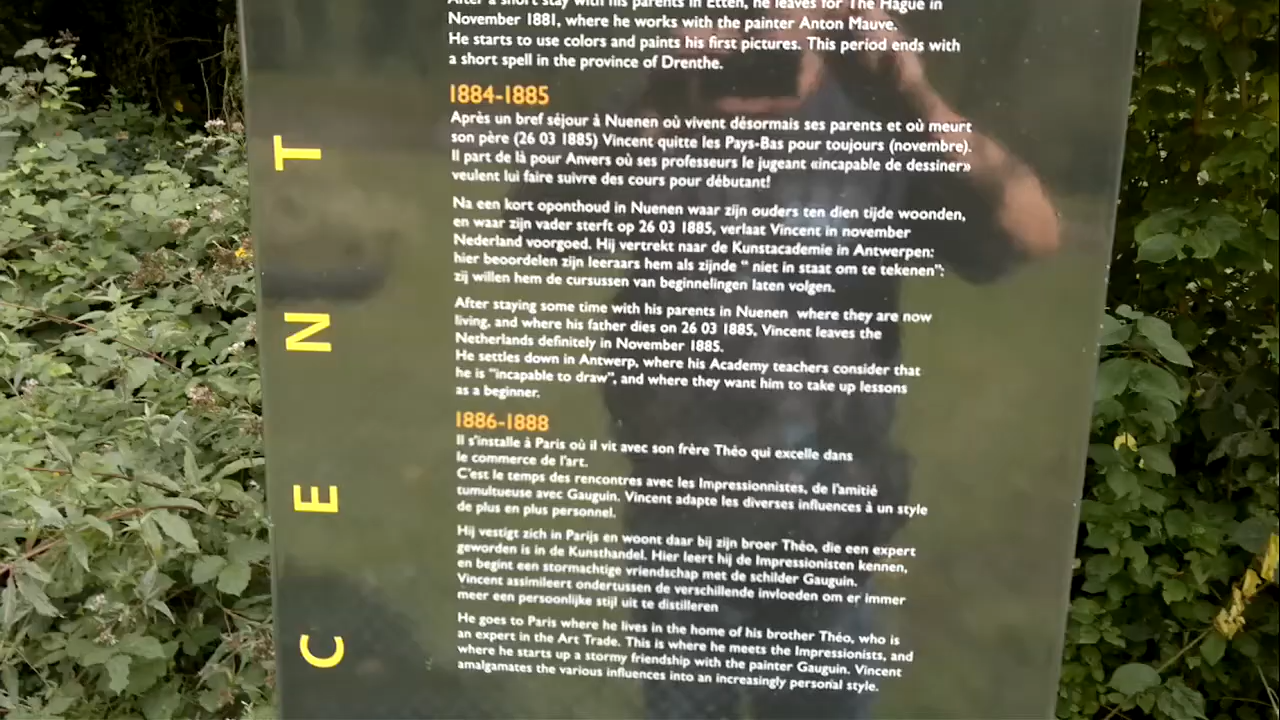 After a short stay with his parents in Etten, he leaves for The Hague in
November 1881, where he works with the painter Anton Mauve.
He starts to use colors and paints his first pictures. This period ends with
a short spell in the province of Drenthe.
1884-1885
Après un bref séjour à Nuenen où vivent désormais ses parents et où meurt
son père (26 03 1885) Vincent quitte les Pays-Bas pour toujours (novembre).
Il part de là pour Anvers où ses professeurs le jugeant «incapable de dessiner»
veulent lui faire suivre des cours pour débutant!
Na een kort oponthoud in Nuenen waar zijn ouders ten dien tijde woonden,
en waar zijn vader sterft op 26 03 1885, verlaat Vincent in november
Nederland voorgoed. Hij vertrekt naar de Kunstacademie in Antwerpen:
hier beoordelen zijn leeraars hem als zijnde “ niet in staat om te tekenen”:
zij willen hem de cursussen van beginnelingen laten volgen.
After staying some time with his parents in Nuenen where they are now
living, and where his father dies on 26 03 1885, Vincent leaves the
Netherlands definitely in November 1885.
He settles down in Antwerp, where his Academy teachers consider that
he is “incapable to draw”, and where they want him to take up lessons
as a beginner.
1886-1888
Il s'installe à Paris où il vit avec son frère Théo qui excelle dans
le commerce de l'art.
C'est le temps des rencontres avec les Impressionnistes, de l'amitié
tumultueuse avec Gauguin. Vincent adapte les diverses influences à un style
de plus en plus personnel.
Hij vestigt zich in Parijs en woont daar bij zijn broer Théo, die een expert
geworden is in de Kunsthandel. Hier leert hij de Impressionisten kennen,
en begint een stormachtige vriendschap met de schilder Gauguin.
Vincent assimileert ondertussen de verschillende invloeden om er immer
meer een persoonlijke stijl uit te distilleren
He goes to Paris where he lives in the home of his brother Théo, who is
an expert in the Art Trade. This is where he meets the Impressionists, and
where he starts up a stormy friendship with the painter Gauguin. Vincent
amalgamates the various influences into an increasingly personal style.
CENT